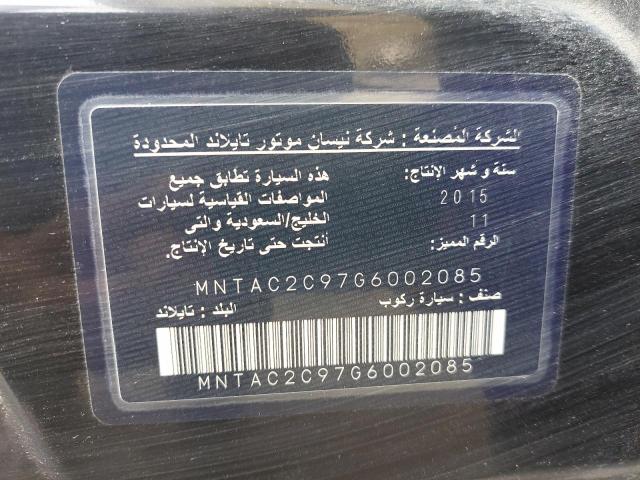 الشركة المصنعة : شركة نيسان موتور تايلاند المحدودة
سنة و شهر الإنتاج:
2015
11
الرقم المميز:
هذه السيارة تطابق جميع
المواصفات القياسية لسيارات
الخليج/السعودية والتى
أنتجت حتى تاريخ الإنتاج.
MNTAC2C97G6002085
صنف : سيارة ركوب
البلد : تايلاند
MNTAC2C97G6002085